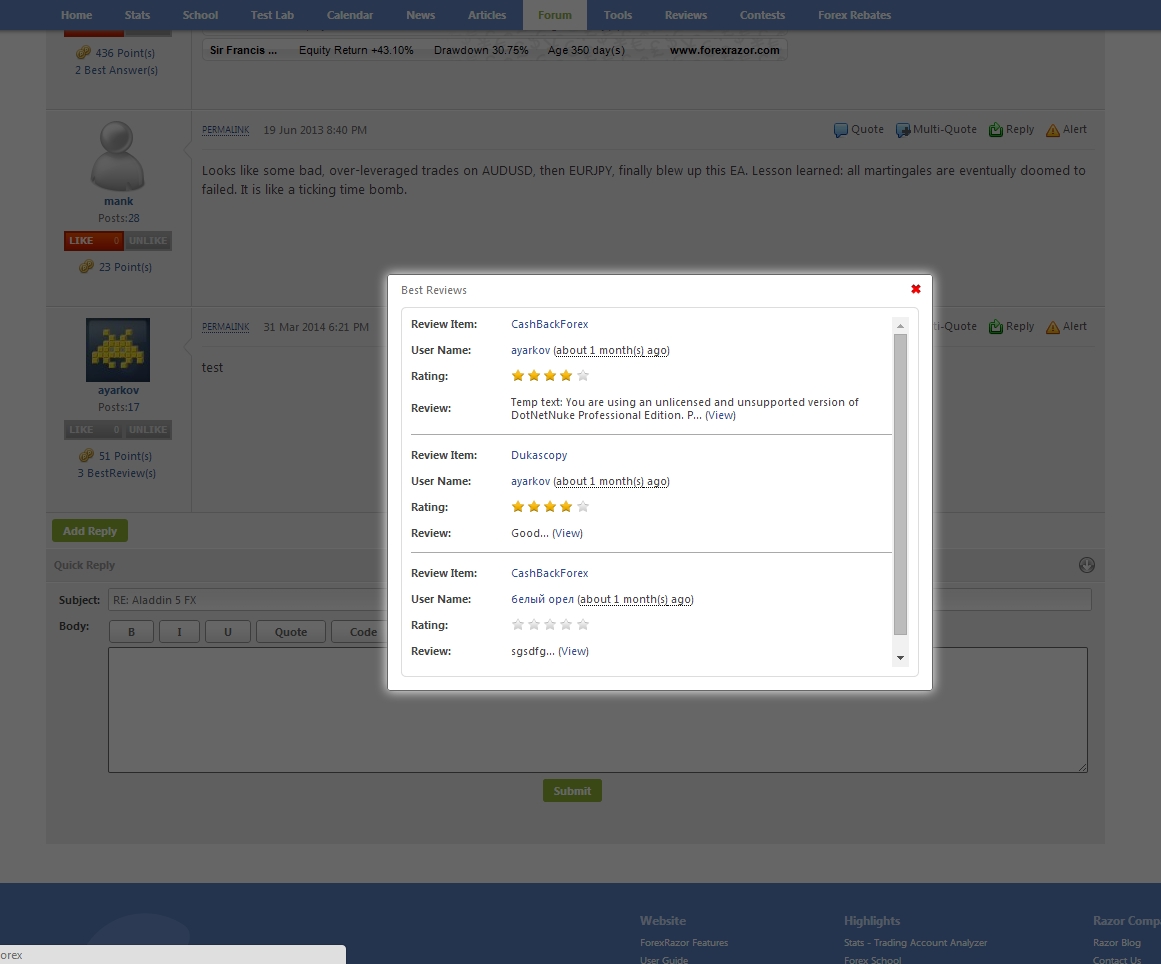 Home Stats School Test Lab Calendar News Articles Forum Tools Reviews Contests Forex Rebates
436 Point(s)
2 Best Answer(s)
Sir Francis ... Equity Return +43.10% Drawdown 30.75% Age 350 day(s) www.forexrazor.com
PERMALINK 19 Jun 2013 8:40 PM Quote Multi-Quote Reply Alert
Looks like some bad, over-leveraged trades on AUDUSD, then EURJPY, finally blew up this EA. Lesson learned: all martingales are eventually doomed to
failed. It is like a ticking time bomb.
mank
Posts:28
LIKE 0 UNLIKE
23 Point(s)
PERMALINK 31 Mar 2014 6:21 PM ti-Quote Reply Alert
test
ayarkov
Posts:17
LIKE 0 UNLIKE
51 Point(s)
3 BestReview(s)
Best Reviews
Review Item: CashBackForex
User Name: ayarkov (about 1 month(s) ago)
Rating:
Review: Temp text: You are using an unlicensed and unsupported version of
DotNetNuke Professional Edition. P... (View)
Review Item: Dukascopy
User Name: ayarkov (about 1 month(s) ago)
Rating:
Review: Good... (View)
Review Item: CashBackForex
User Name: белый орел (about 1 month(s) ago)
Rating:
Review: sgsdfg... (View)
Add Reply
Quick Reply
Subject: RE: Aladdin 5 FX
Body: B I U Quote Code
Submit
Website Highlights Razor Comp
ForexRazor Features Stats - Trading Account Analyzer Razor Blog
User Guide Forex School Contact Us
orex